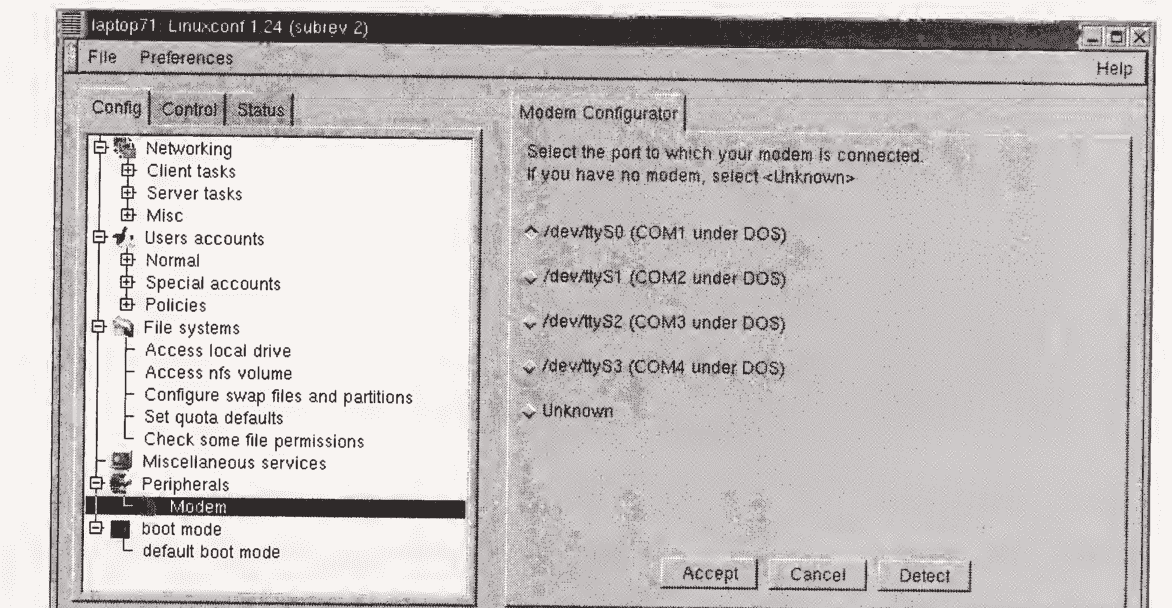 laptop71: Linuxconf 1.24 (subrev 2)
File Preferences
Help
Config Control Status
Networking
Client tasks
Server tasks
Misc
Users accounts
Normal
Special accounts
Policies
File systems
Access local drive
Access nfs volume
Configure swap files and partitions
Set quota defaults
Check some file permissions
Miscellaneous services
Peripherals
Modem
boot mode
default boot mode
Modem Configurator
Select the port to which your modem is connected.
If you have no modem, select <Unknown>
/dev/ttyS0 (COM1 under DOS)
/dev/ttyS1 (COM2 under DOS)
/dev/ttyS2 (COM3 under DOS)
/dev/ttyS3 (COM4 under DOS)
Unknown
Accept Cancel Detect